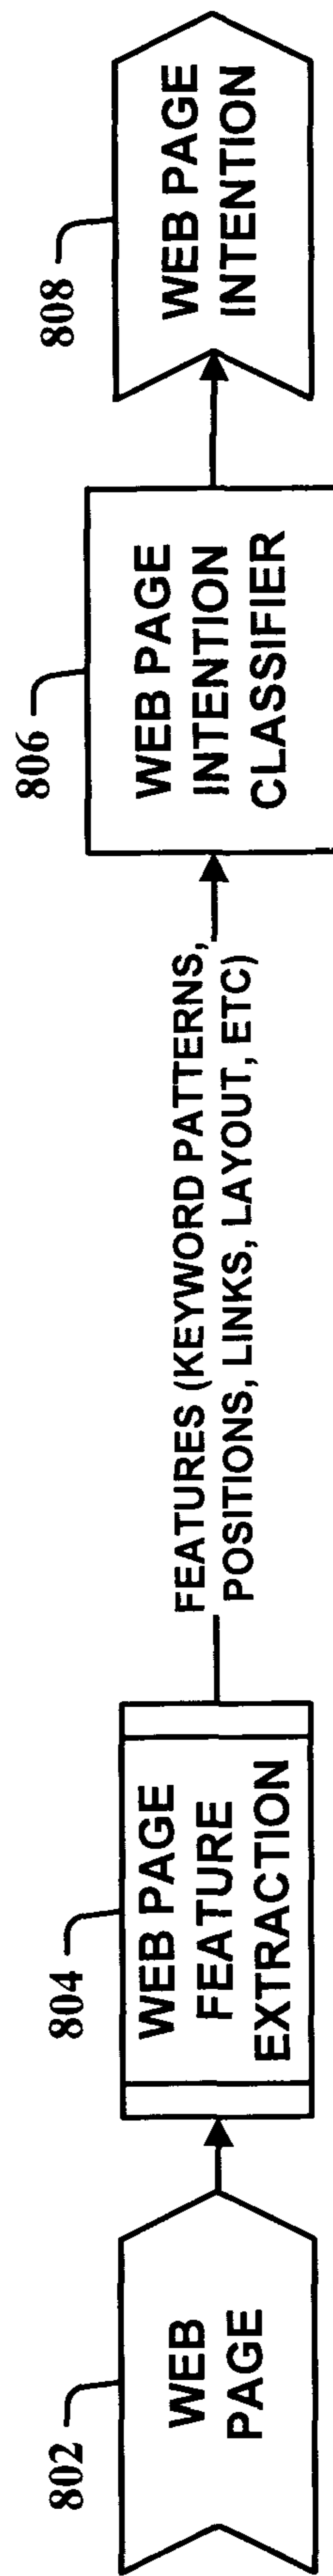 802
WEB
PAGE
804
WEB PAGE
FEATURE
EXTRACTION
FEATURES (KEYWORD PATTERNS,
POSITIONS, LINKS, LAYOUT, ETC)
806
WEB PAGE
INTENTION
CLASSIFIER
808
WEB PAGE
INTENTION